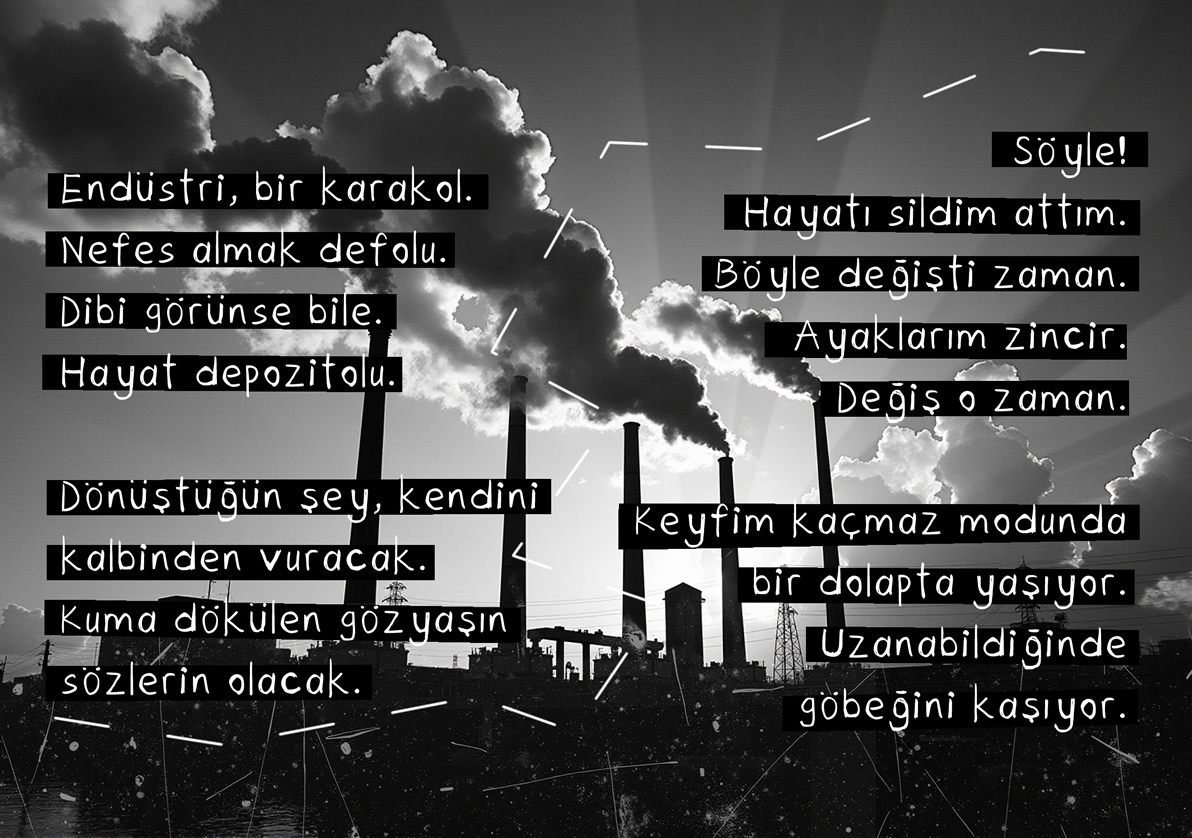 Endüstri, bir karakol.
Nefes almak defolu.
Dibi görünse bile.
Hayat depozitolu.
Dönüştüğün şey, kendini
kalbinden vuracak.
Kuma dökülen gözyaşın
sözlerin olacak.
Söyle!
Hayatı sildim attım.
Böyle değişti zaman.
Ayaklarım zincir.
Değiş o zaman.
Keyfim kaçmaz modunda
bir dolapta yaşıyor.
Uzanabildiğinde
göbeğini kaşıyor.